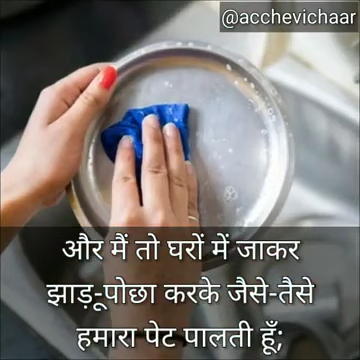 @acchevichaar
और मैं तो घरों में जाकर
झाड़ू-पोछा करके जैसे-तैसे
हमारा पेट पालती हूँ;